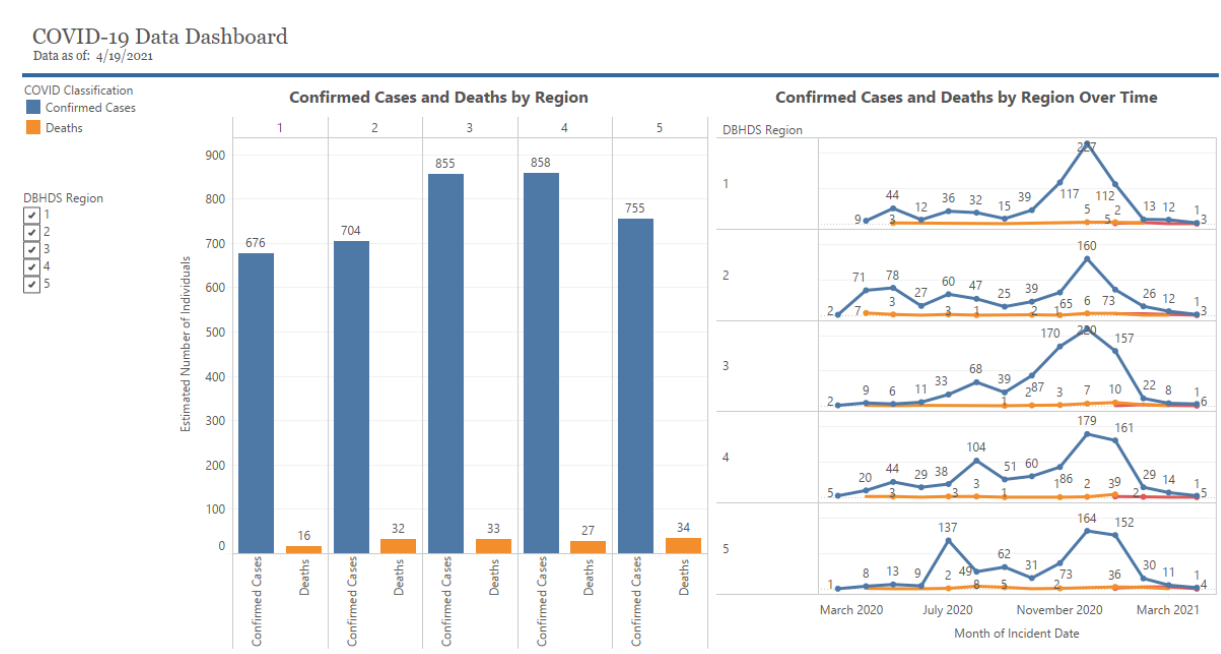 COVID-19 Data Dashboard
Data as of: 4/19/2021
COVID Classification
Confirmed Cases
Deaths
DBHDS Region
1
2
3
4
5
Confirmed Cases and Deaths by Region
1 2 3 4 5
Estimated Number of Individuals
900
800
700
600
500
400
300
200
100
0
676 16 704 32 855 33 858 27 755 34
Confirmed Cases Deaths Confirmed Cases Deaths Confirmed Cases Deaths Confirmed Cases Deaths Confirmed Cases Deaths
Confirmed Cases and Deaths by Region Over Time
DBHDS Region
1
9 44 12 36 32 15 39 117 227 112 13 12 1
3 5 5 2 3
2
2 71 78 27 60 47 25 39 65 160 73 26 12 1
7 3 3 1 2 1 6 3
3
2 9 6 11 33 68 39 87 170 220 157 22 8 1
1 2 3 7 10 6
4
5 20 44 29 38 104 51 60 86 179 161 29 14 1
3 3 3 1 1 2 39 2 5
5
1 8 13 9 137 49 62 31 73 164 152 30 11 1
2 8 5 2 36 4
March 2020 July 2020 November 2020 March 2021
Month of Incident Date